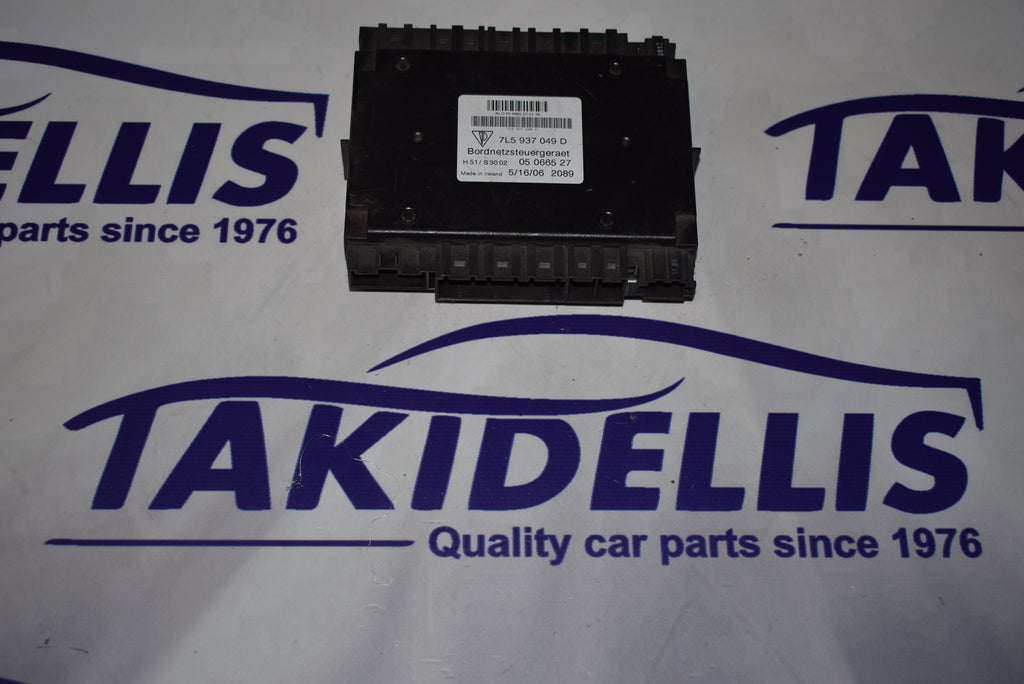 7L5 937 049 D
Bordnetzsteuergeraet
H 51 / S 30 02 05 0665 27
Made in Ireland 5/16/06 2089
ELLIS
parts since 1976
TAK
TAKIDELLIS
Quality car parts since 1976